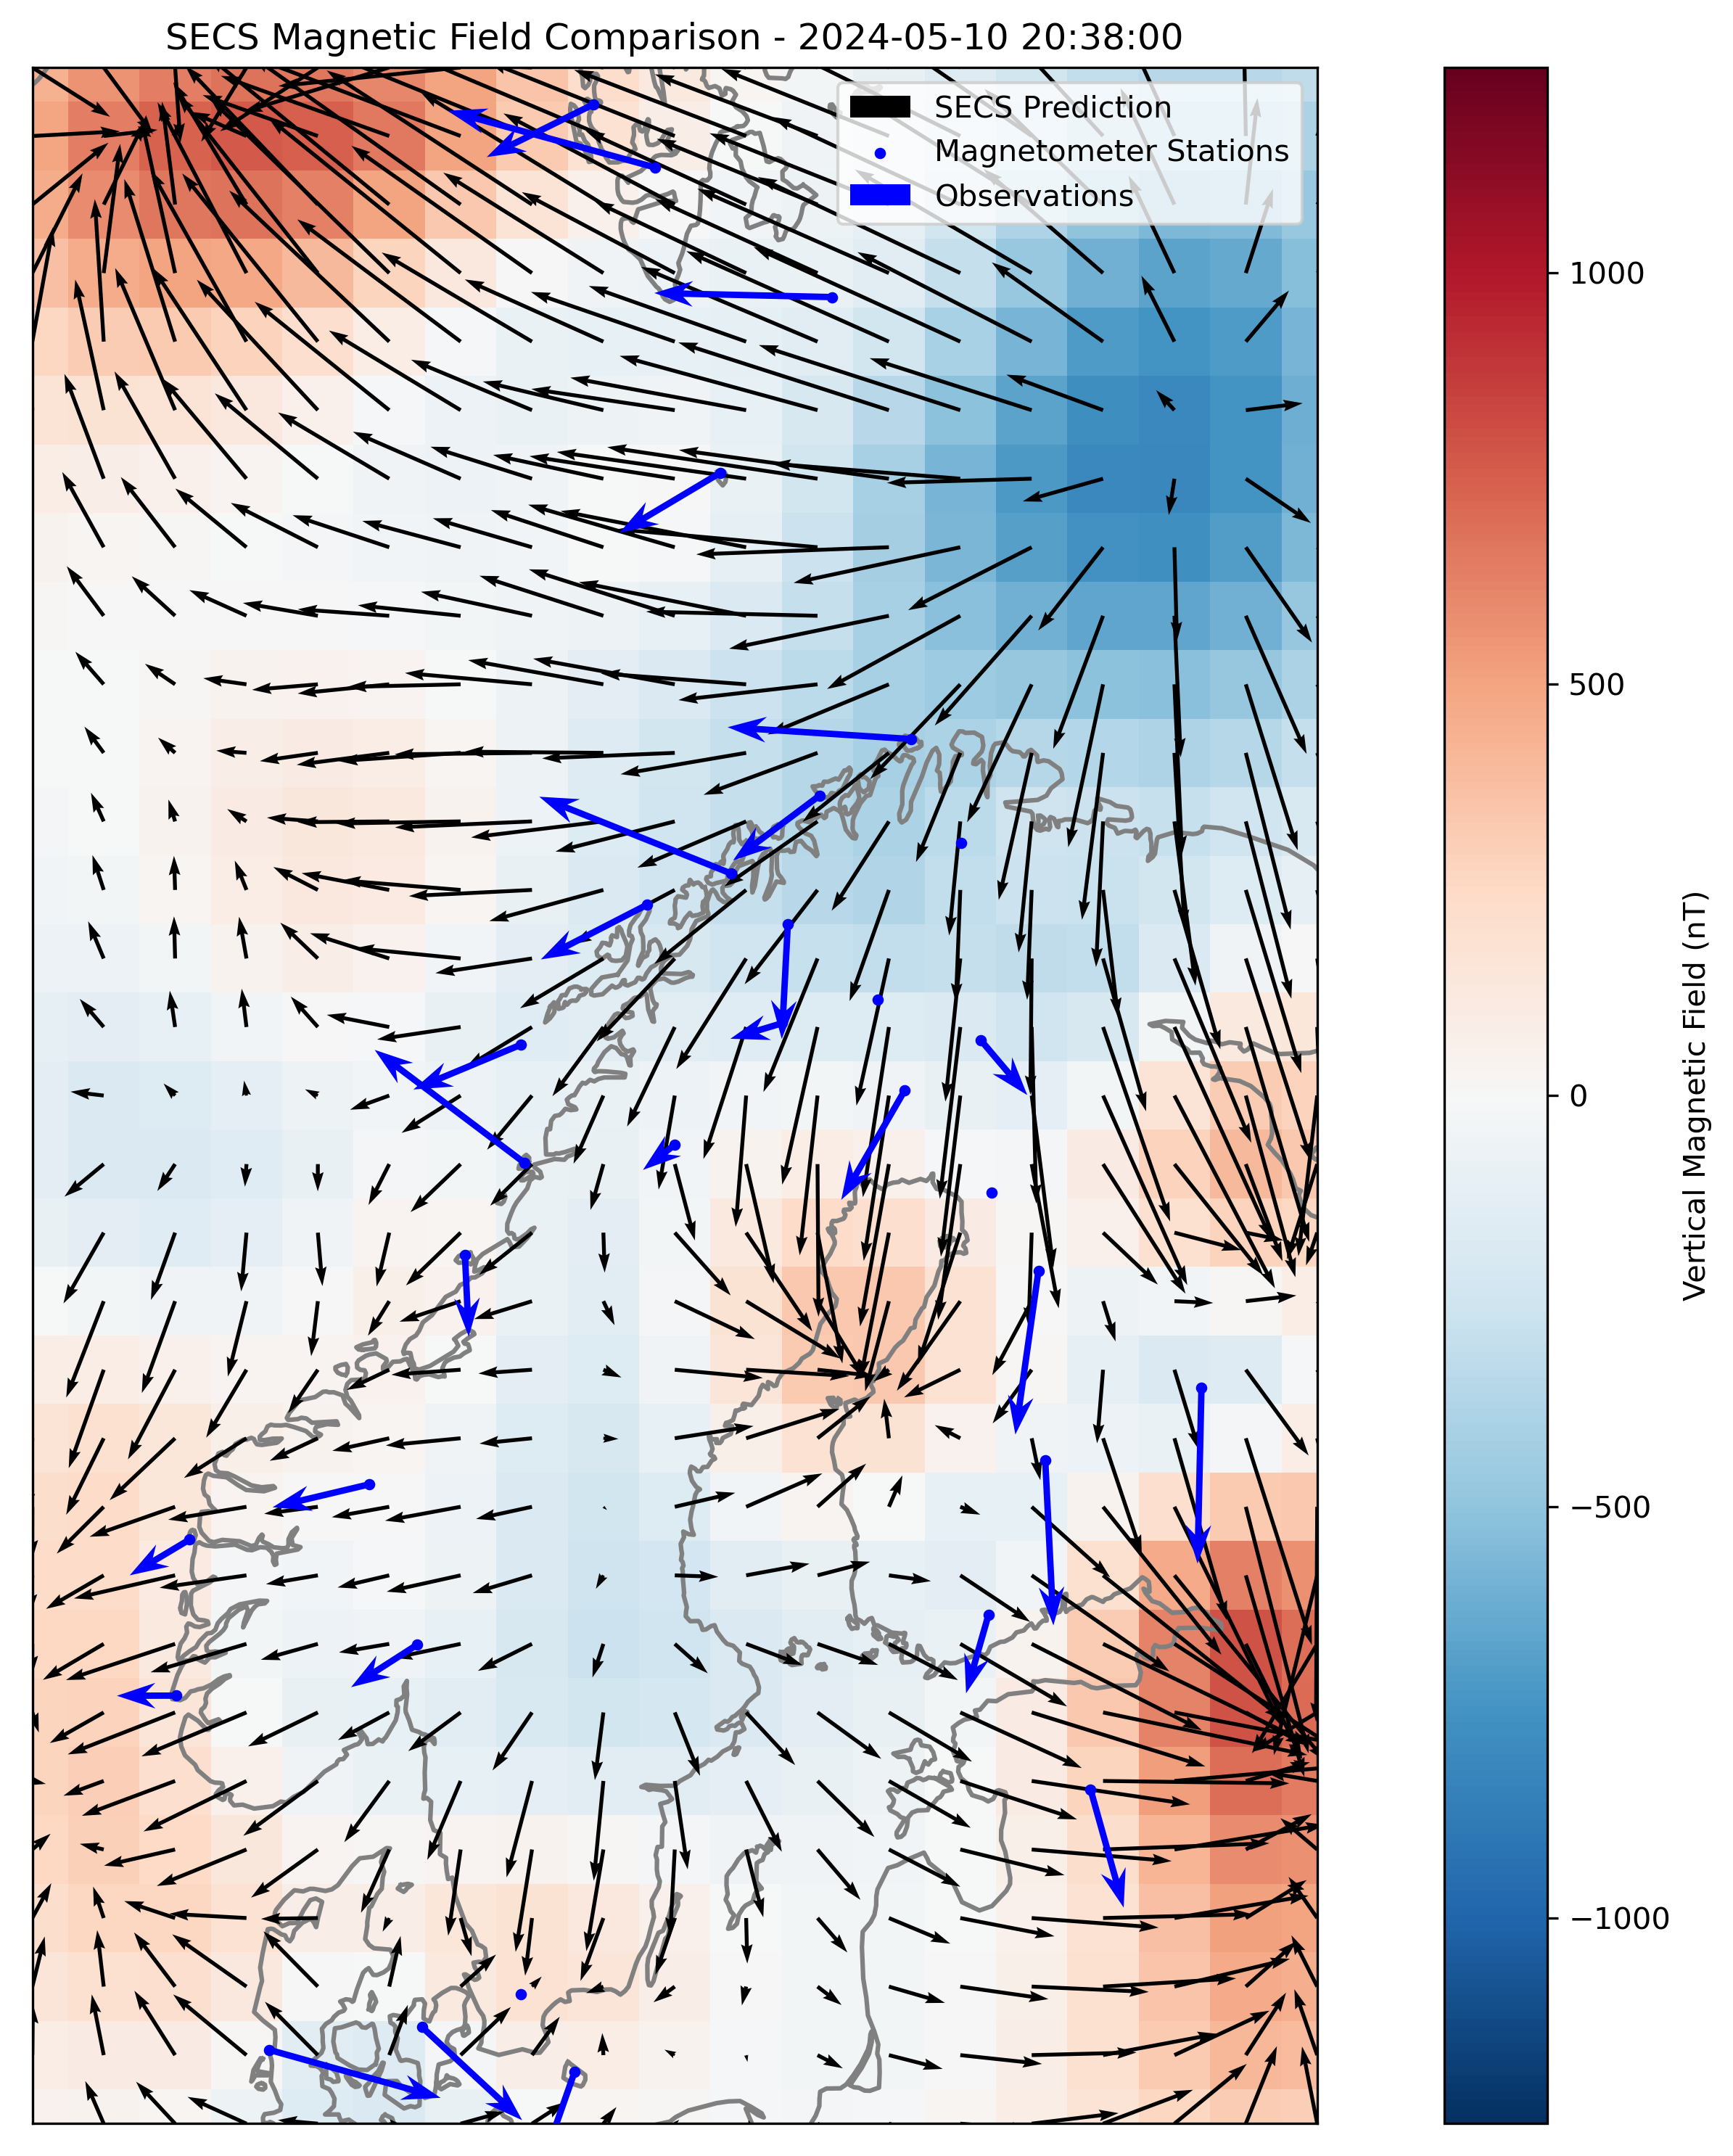 SECS Magnetic Field Comparison - 2024-05-10 20:38:00
SECS Prediction
Magnetometer Stations
Observations
1000
500
0
−500
−1000
Vertical Magnetic Field (nT)